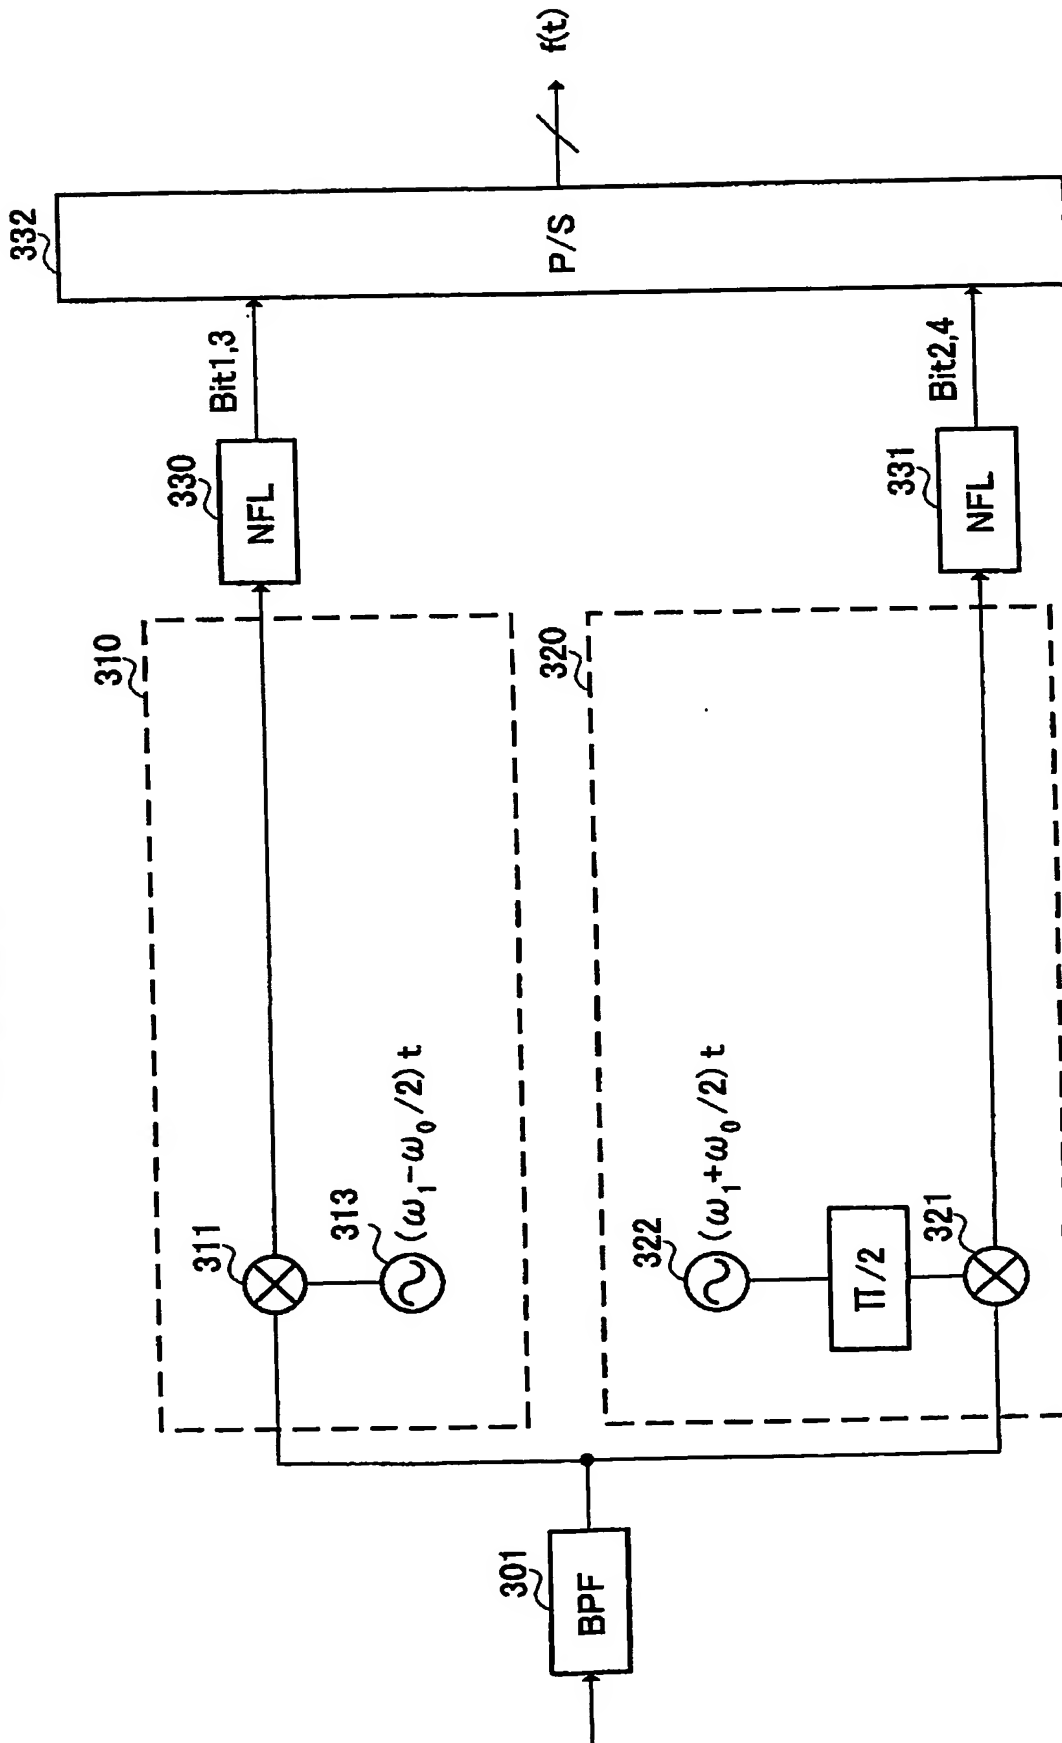 332
P/S
f(t)
Bit1,3
Bit2,4
330
NFL
331
NFL
310
320
311
313
(ω₁−ω₀/2)t
322
(ω₁+ω₀/2)t
Π/2
321
301
BPF